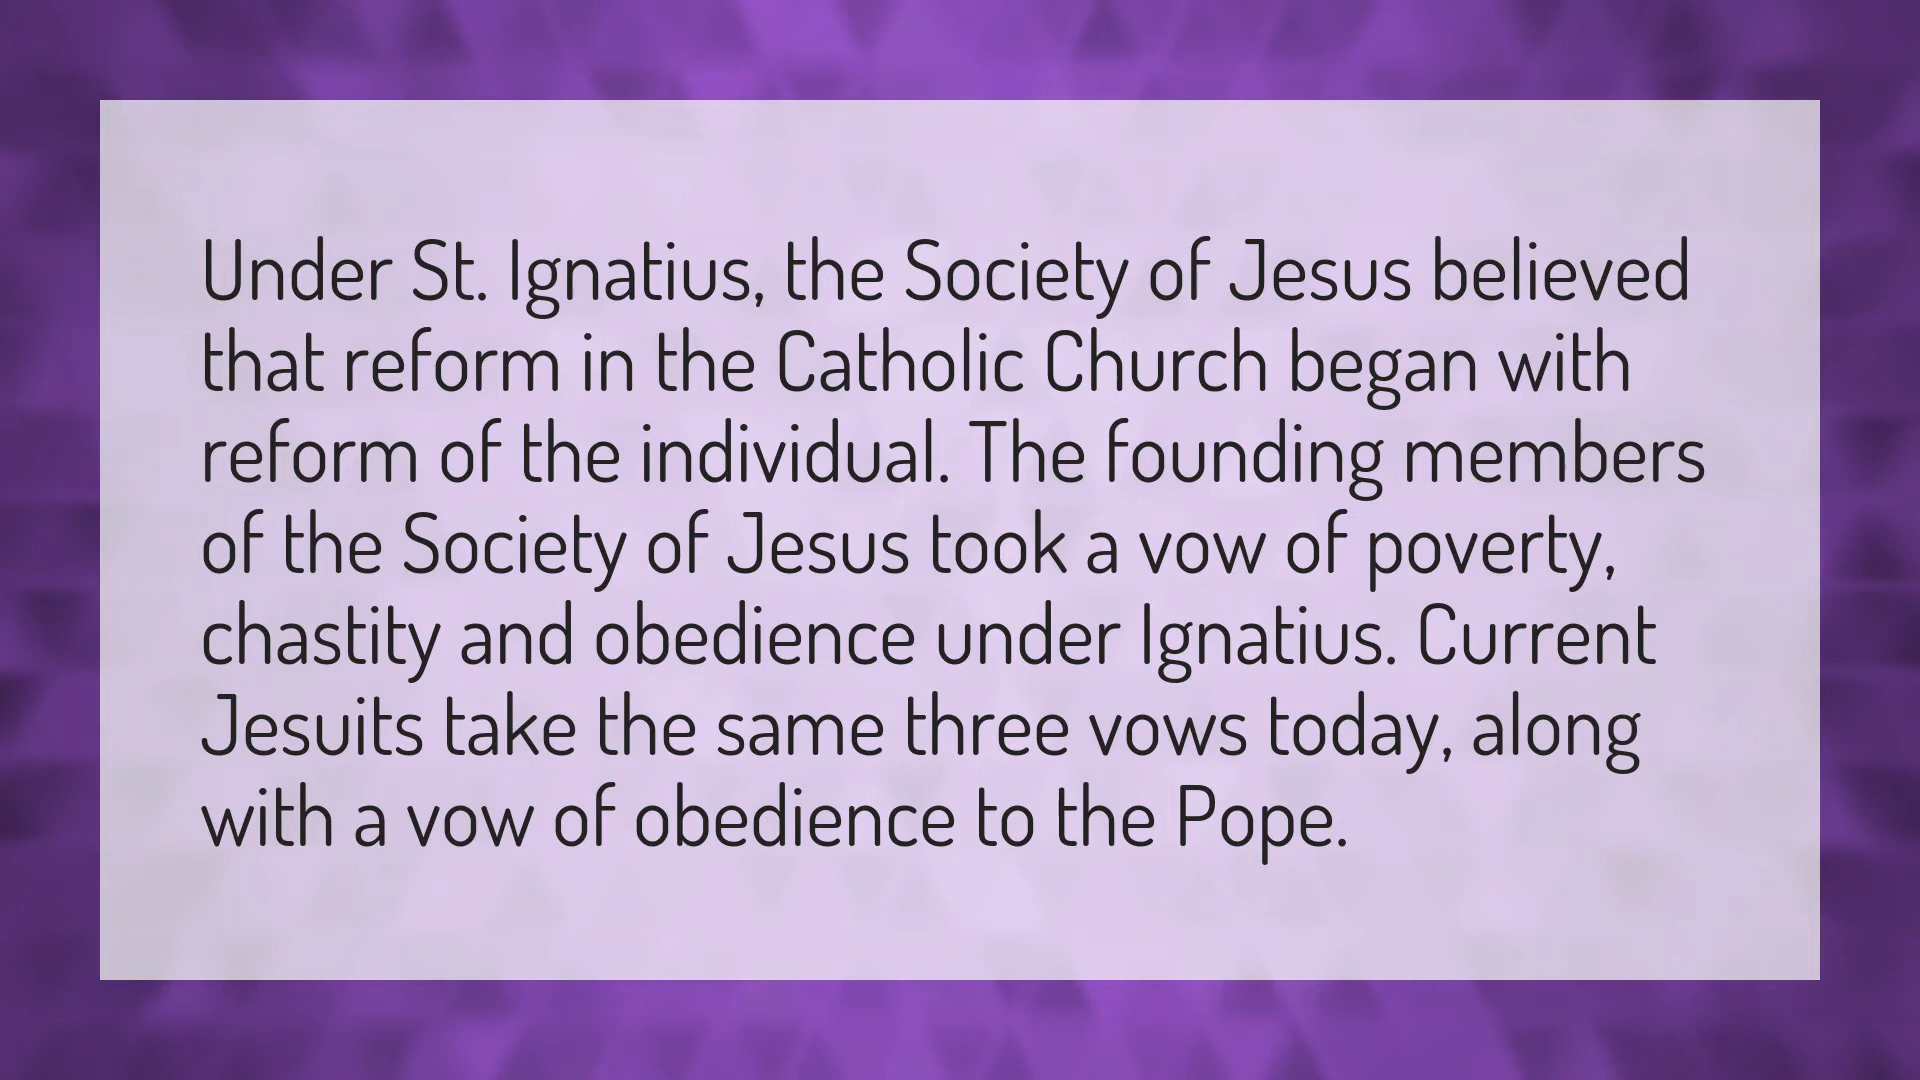 Under St. Ignatius, the Society of Jesus believed
that reform in the Catholic Church began with
reform of the individual. The founding members
of the Society of Jesus took a vow of poverty,
chastity and obedience under Ignatius. Current
Jesuits take the same three vows today, along
with a vow of obedience to the Pope.